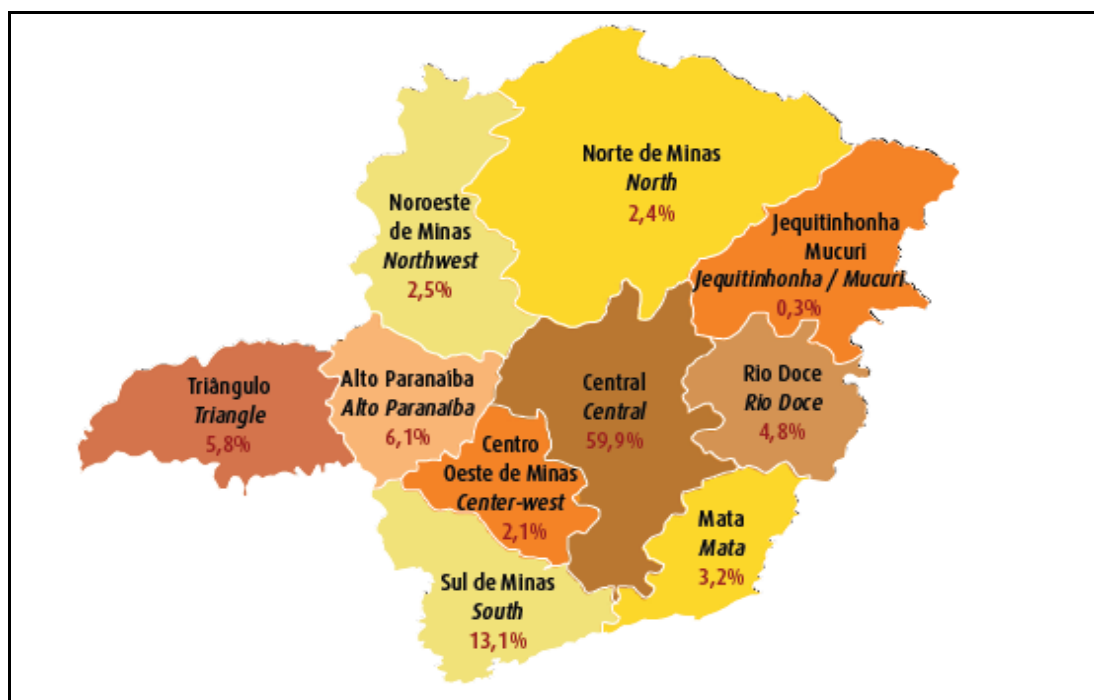 Norte de Minas
North
2,4%
Noroeste
de Minas
Northwest
2,5%
Jequitinhonha
Mucuri
Jequitinhonha / Mucuri
0,3%
Triângulo
Triangle
5,8%
Alto Paranaíba
Alto Paranaíba
6,1%
Central
Central
59,9%
Rio Doce
Rio Doce
4,8%
Centro
Oeste de Minas
Center-west
2,1%
Mata
Mata
3,2%
Sul de Minas
South
13,1%